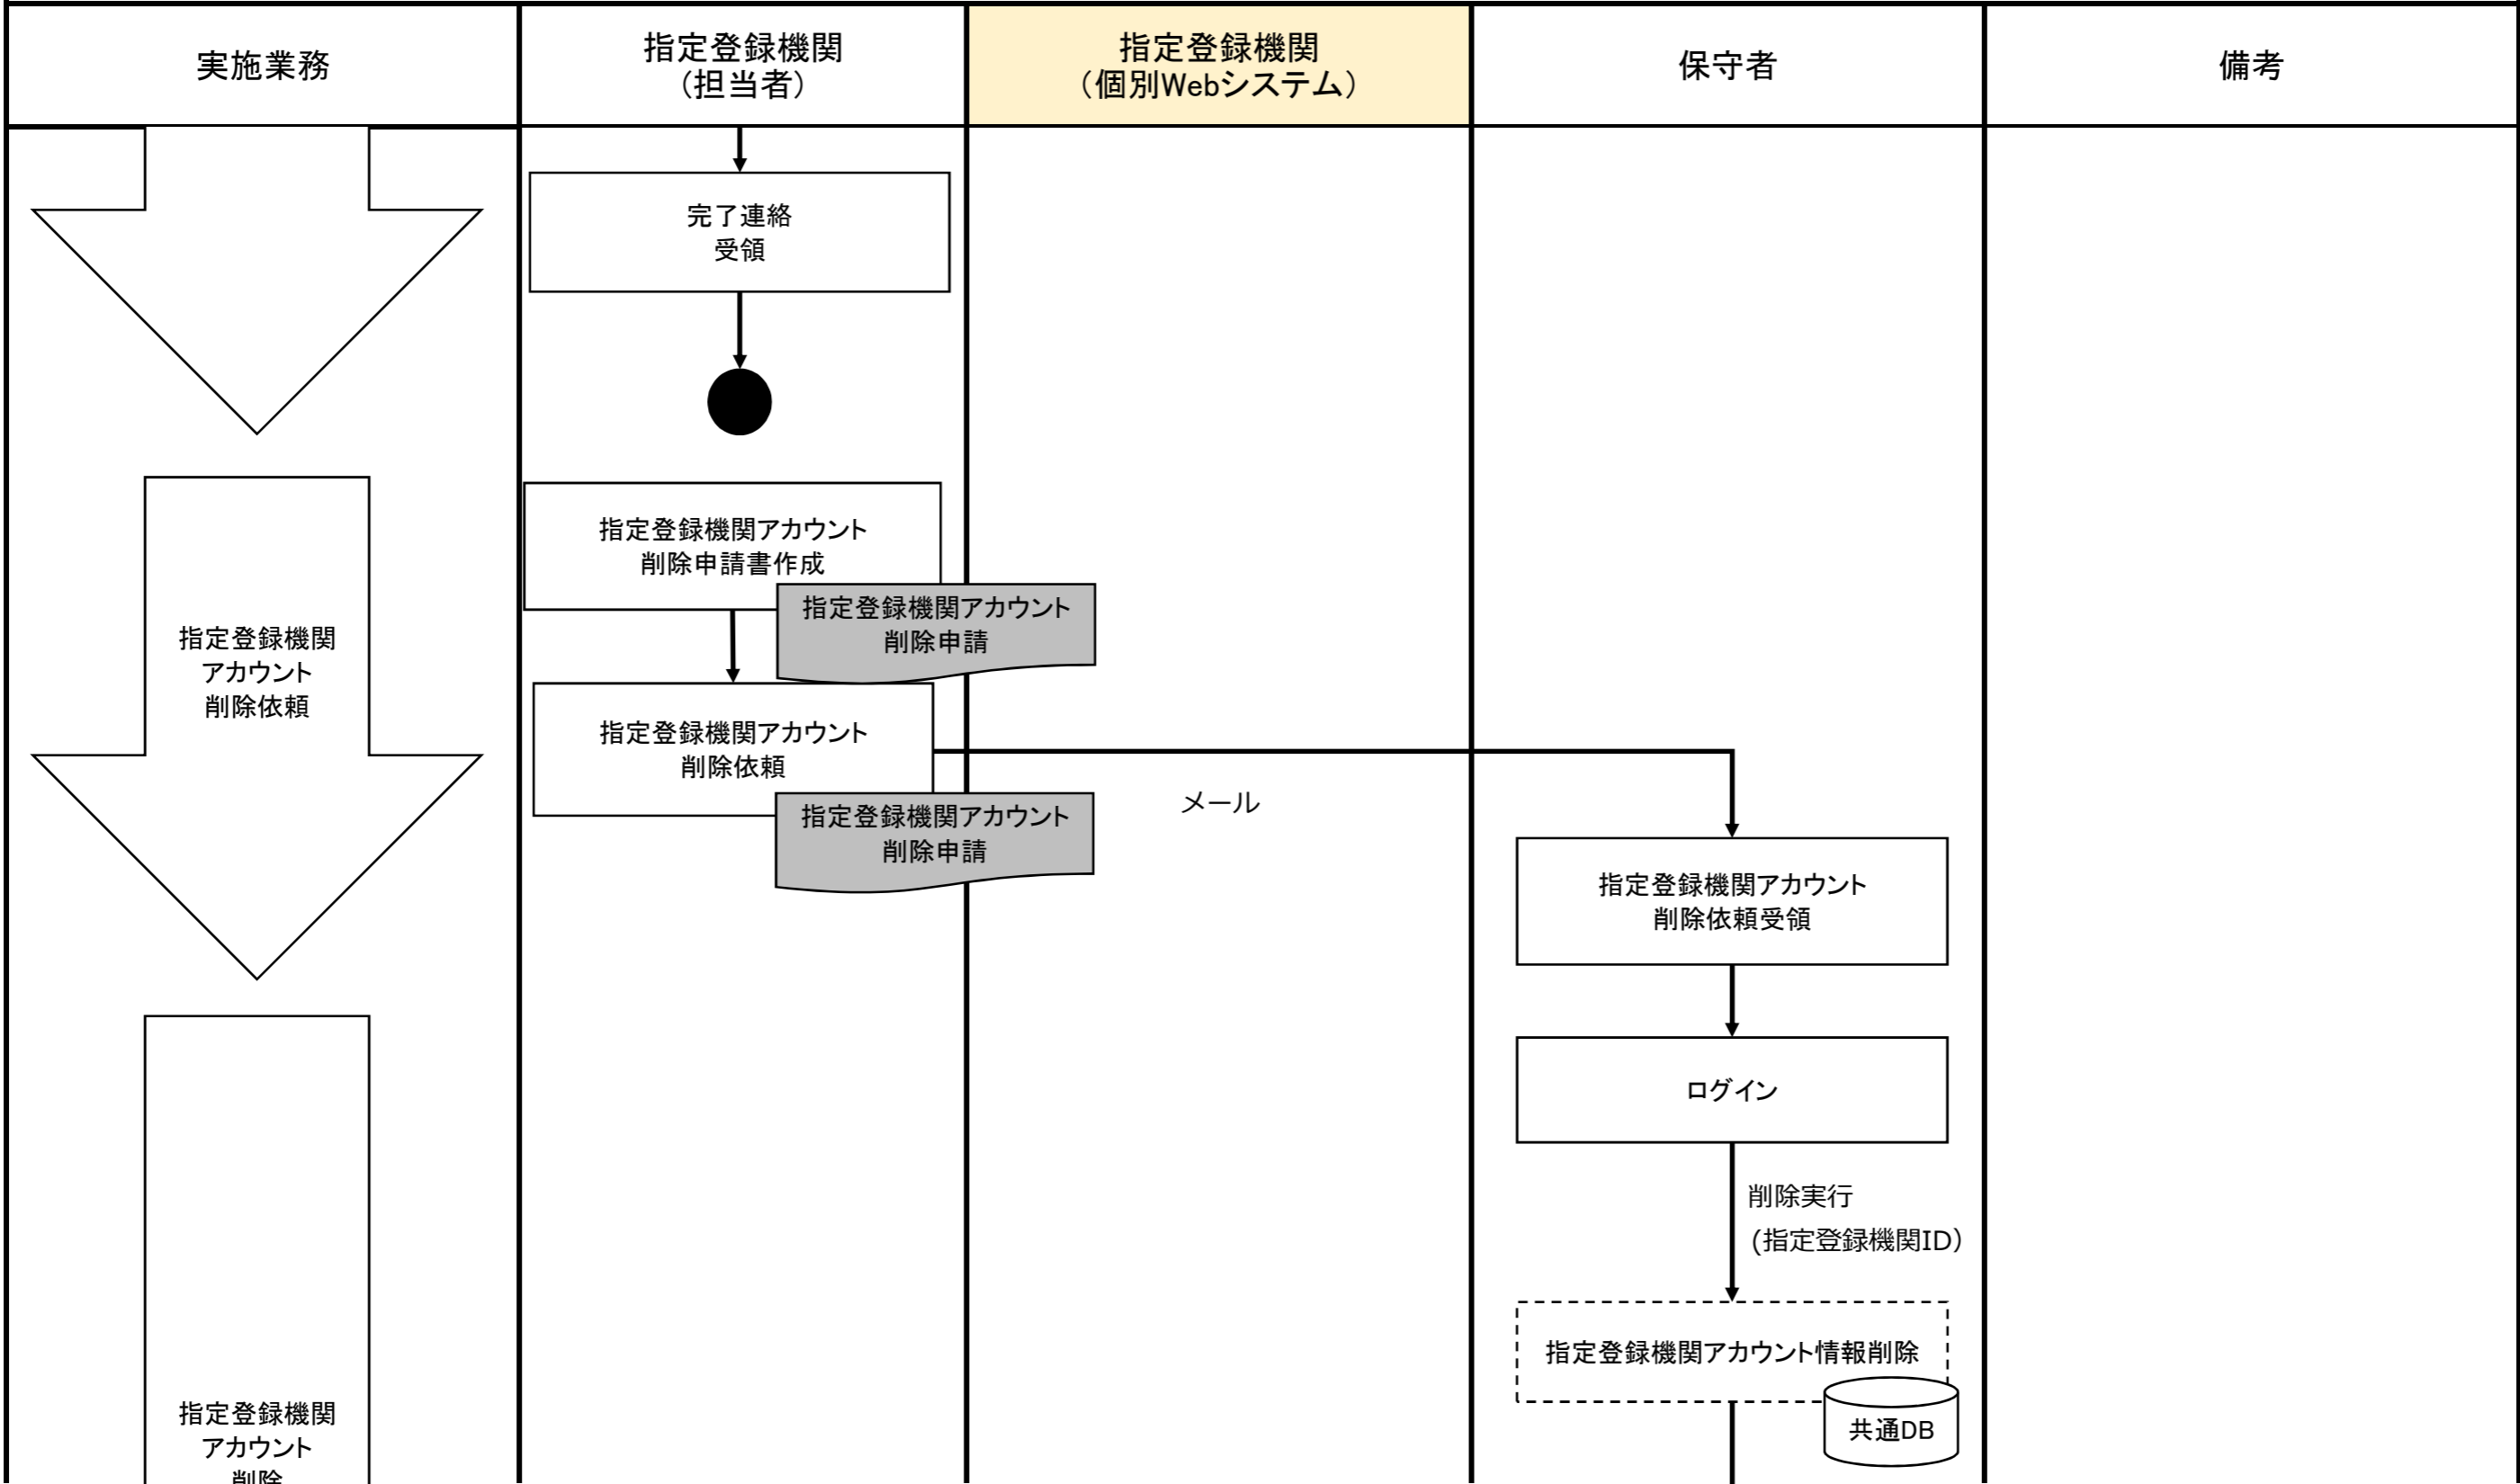 実施業務
指定登録機関
（担当者）
指定登録機関
（個別Webシステム）
保守者
備考
完了連絡
受領
指定登録機関アカウント
削除申請書作成
指定登録機関アカウント
削除申請
指定登録機関
アカウント
削除依頼
指定登録機関アカウント
削除依頼
メール
指定登録機関アカウント
削除申請
指定登録機関アカウント
削除依頼受領
ログイン
削除実行
(指定登録機関ID）
指定登録機関アカウント情報削除
共通DB
指定登録機関
アカウント
削除